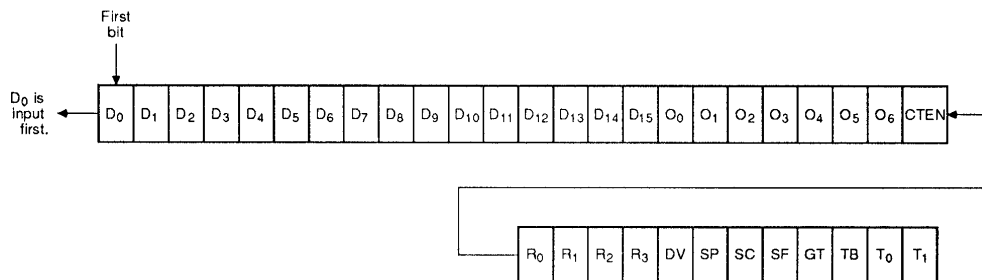 First
bit
D₀ is
input
first.
D₀ D₁ D₂ D₃ D₄ D₅ D₆ D₇ D₈ D₉ D₁₀ D₁₁ D₁₂ D₁₃ D₁₄ D₁₅ O₀ O₁ O₂ O₃ O₄ O₅ O₆ CTEN
R₀ R₁ R₂ R₃ DV SP SC SF GT TB T₀ T₁